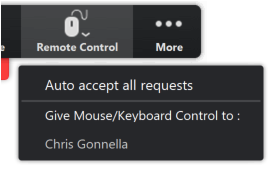 e Remote Control More
Auto accept all requests
Give Mouse/Keyboard Control to :
Chris Gonnella